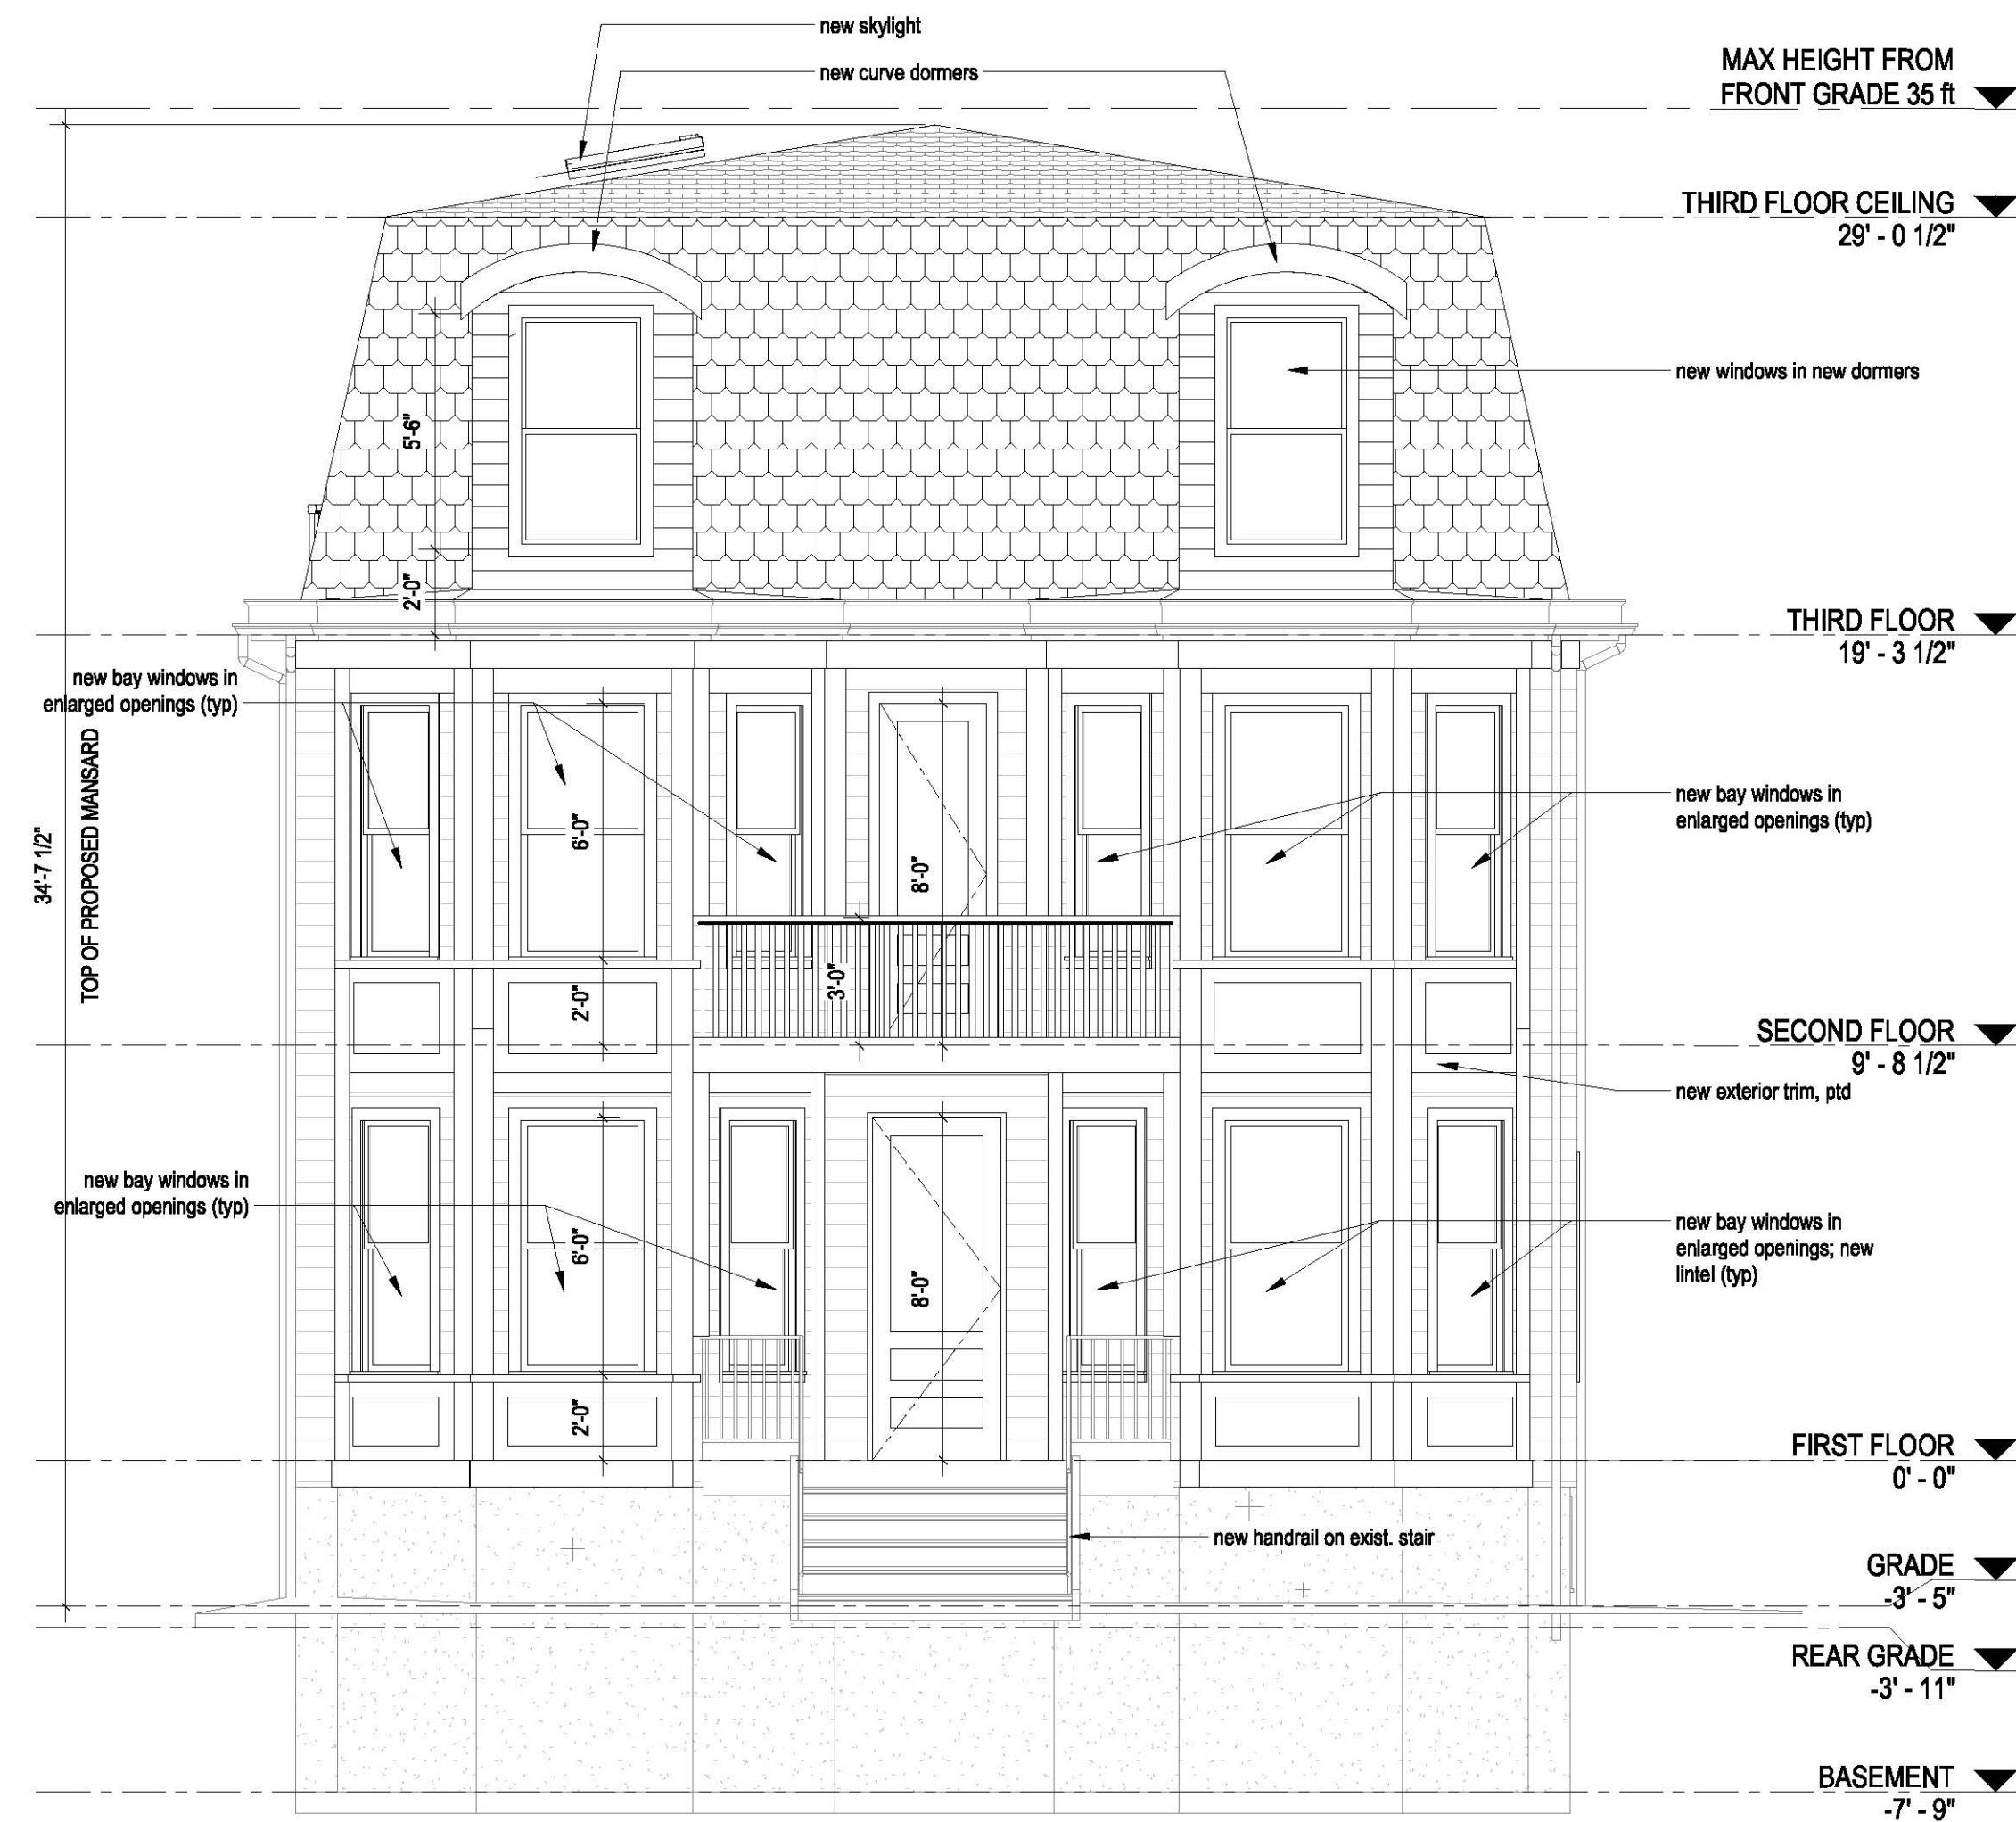 new skylight
new curve dormers
MAX HEIGHT FROM
FRONT GRADE 35 ft
THIRD FLOOR CEILING
29' - 0 1/2"
new windows in new dormers
5'-6"
2'-0"
THIRD FLOOR
19' - 3 1/2"
new bay windows in
enlarged openings (typ)
34'-7 1/2"
TOP OF PROPOSED MANSARD
6'-0"
8'-0"
new bay windows in
enlarged openings (typ)
3'-0"
2'-0"
SECOND FLOOR
9' - 8 1/2"
new exterior trim, ptd
new bay windows in
enlarged openings (typ)
6'-0"
8'-0"
new bay windows in
enlarged openings; new
lintel (typ)
2'-0"
FIRST FLOOR
0' - 0"
new handrail on exist. stair
GRADE
-3' - 5"
REAR GRADE
-3' - 11"
BASEMENT
-7' - 9"